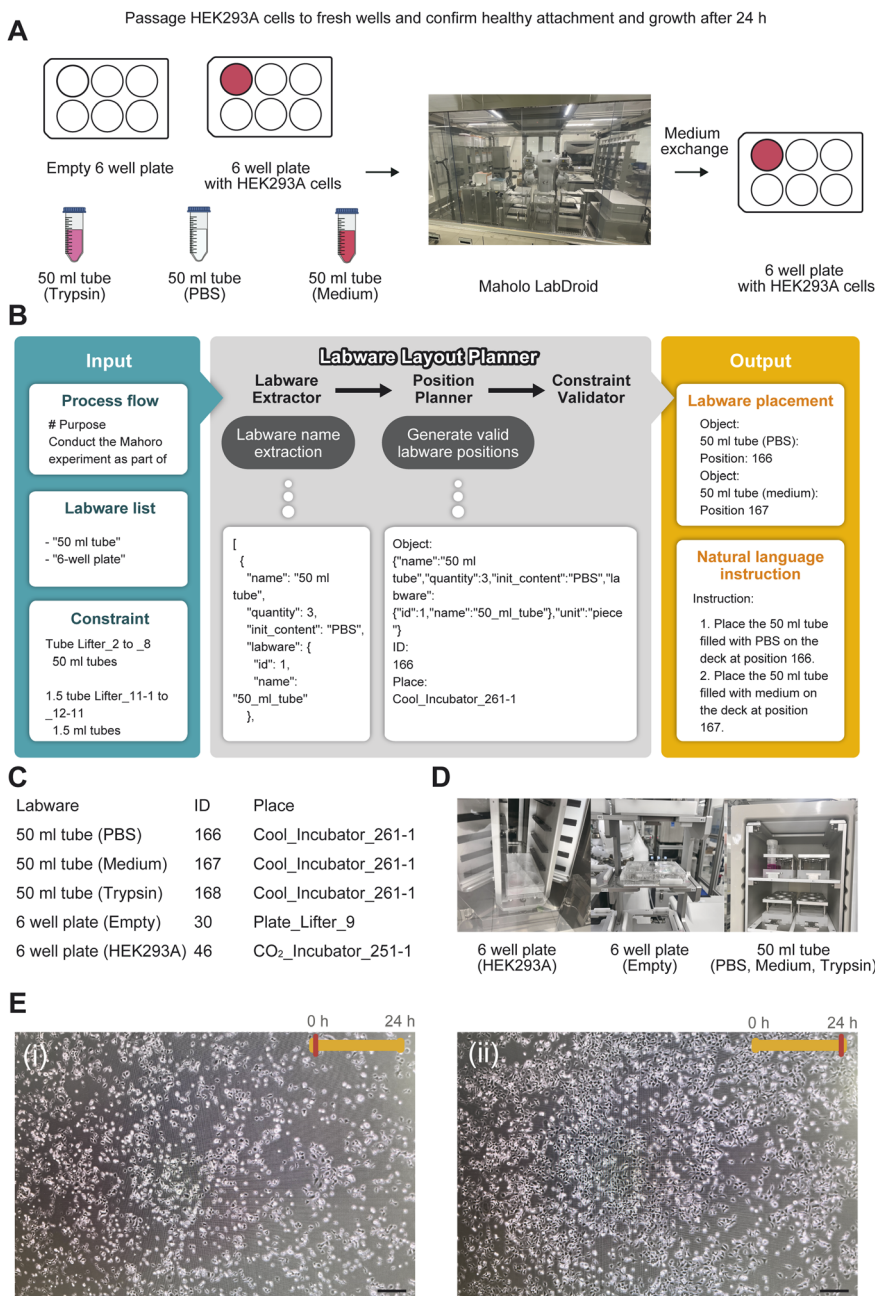 Passage HEK293A cells to fresh wells and confirm healthy attachment and growth after 24 h
A
Empty 6 well plate
6 well plate
with HEK293A cells
50 ml tube
(Trypsin)
50 ml tube
(PBS)
50 ml tube
(Medium)
Maholo LabDroid
Medium
exchange
6 well plate
with HEK293A cells
B
Input
Process flow
# Purpose
Conduct the Mahoro
experiment as part of
Labware list
- "50 ml tube"
- "6-well plate"
Constraint
Tube Lifter_2 to _8
50 ml tubes
1.5 tube Lifter_11-1 to
_12-11
1.5 ml tubes
Labware Layout Planner
Labware
Extractor
Position
Planner
Constraint
Validator
Labware name
extraction
Generate valid
labware positions
[
{
"name": "50 ml
tube",
"quantity": 3,
"init_content": "PBS",
"labware": {
"id": 1,
"name":
"50_ml_tube"
},
Object:
{"name":"50 ml
tube","quantity":3,"init_content":"PBS","la
bware":
{"id":1,"name":"50_ml_tube"},"unit":"piece
"}
ID:
166
Place:
Cool_Incubator_261-1
Output
Labware placement
Object:
50 ml tube (PBS):
Position: 166
Object:
50 ml tube (medium):
Position 167
Natural language
instruction
Instruction:
1. Place the 50 ml tube
filled with PBS on the
deck at position 166.
2. Place the 50 ml tube
filled with medium on
the deck at position
167.
C
Labware ID Place
50 ml tube (PBS) 166 Cool_Incubator_261-1
50 ml tube (Medium) 167 Cool_Incubator_261-1
50 ml tube (Trypsin) 168 Cool_Incubator_261-1
6 well plate (Empty) 30 Plate_Lifter_9
6 well plate (HEK293A) 46 CO₂_Incubator_251-1
D
6 well plate
(HEK293A)
6 well plate
(Empty)
50 ml tube
(PBS, Medium, Trypsin)
E
0 h 24 h
(i)
0 h 24 h
(ii)